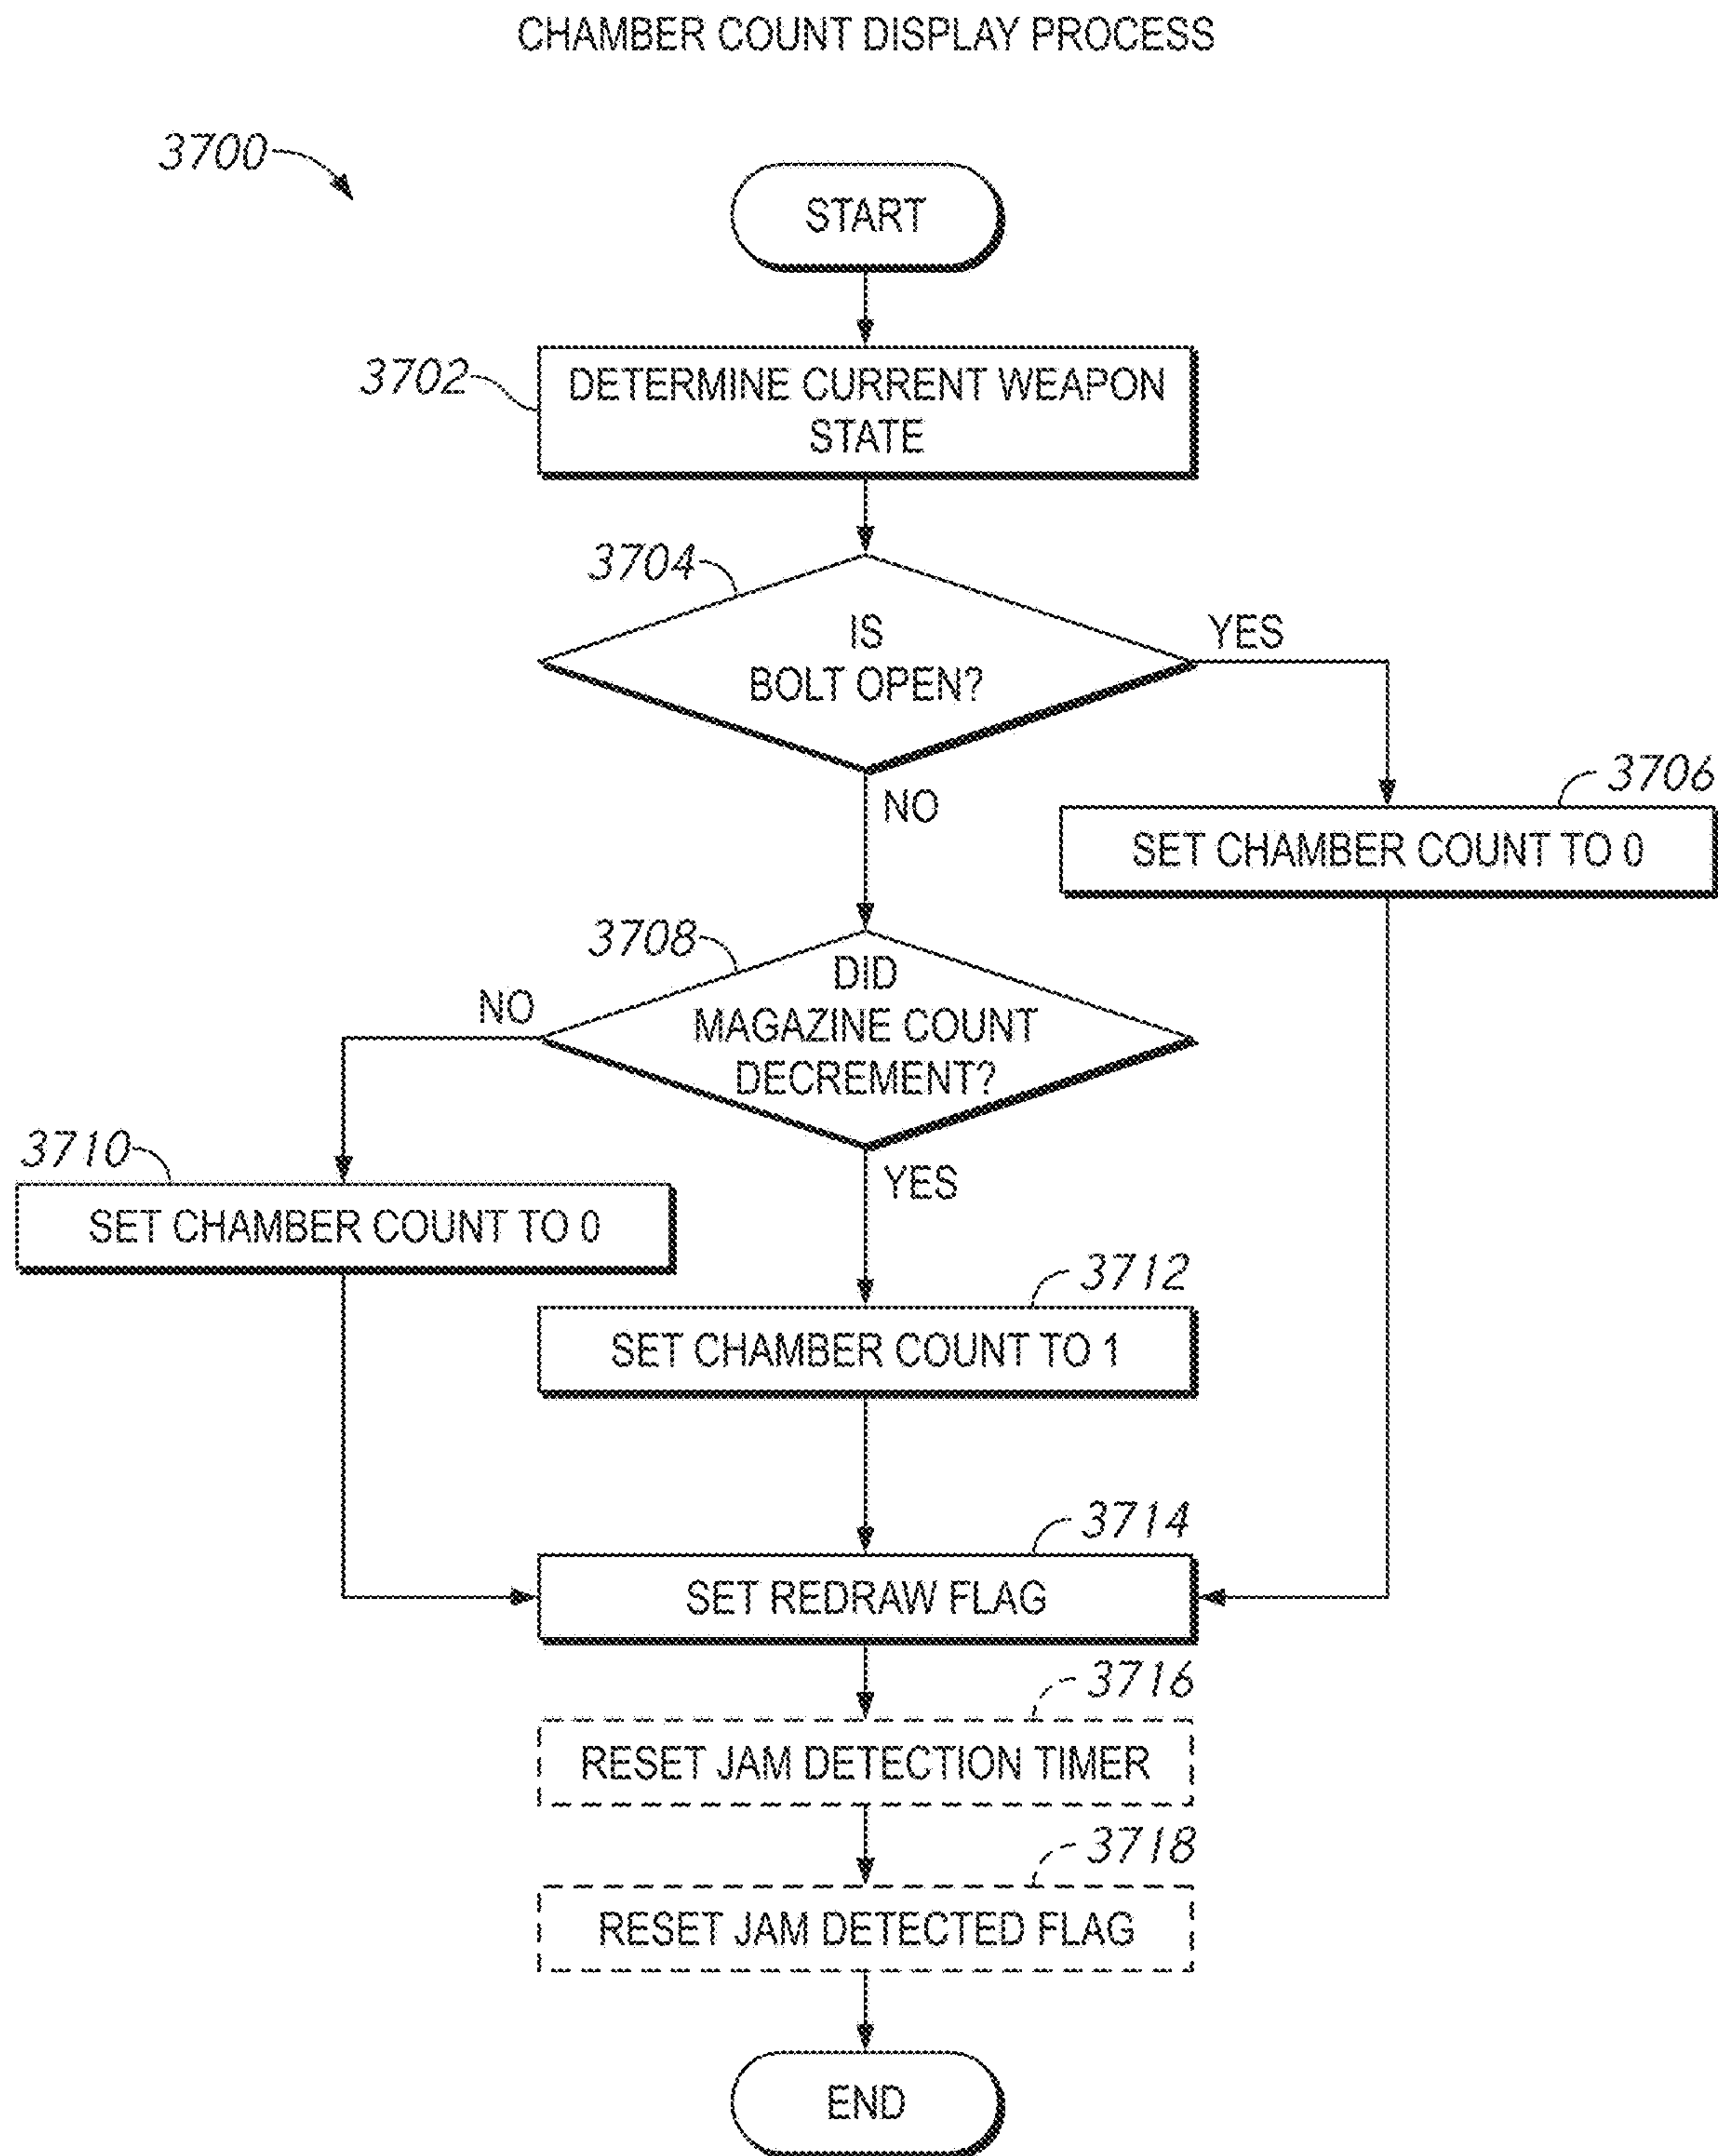 CHAMBER COUNT DISPLAY PROCESS
3700
START
3702
DETERMINE CURRENT WEAPON
STATE
3704
IS
BOLT OPEN?
YES
NO
3706
SET CHAMBER COUNT TO 0
3708
DID
MAGAZINE COUNT
DECREMENT?
NO
YES
3710
SET CHAMBER COUNT TO 0
3712
SET CHAMBER COUNT TO 1
3714
SET REDRAW FLAG
3716
RESET JAM DETECTION TIMER
3718
RESET JAM DETECTED FLAG
END